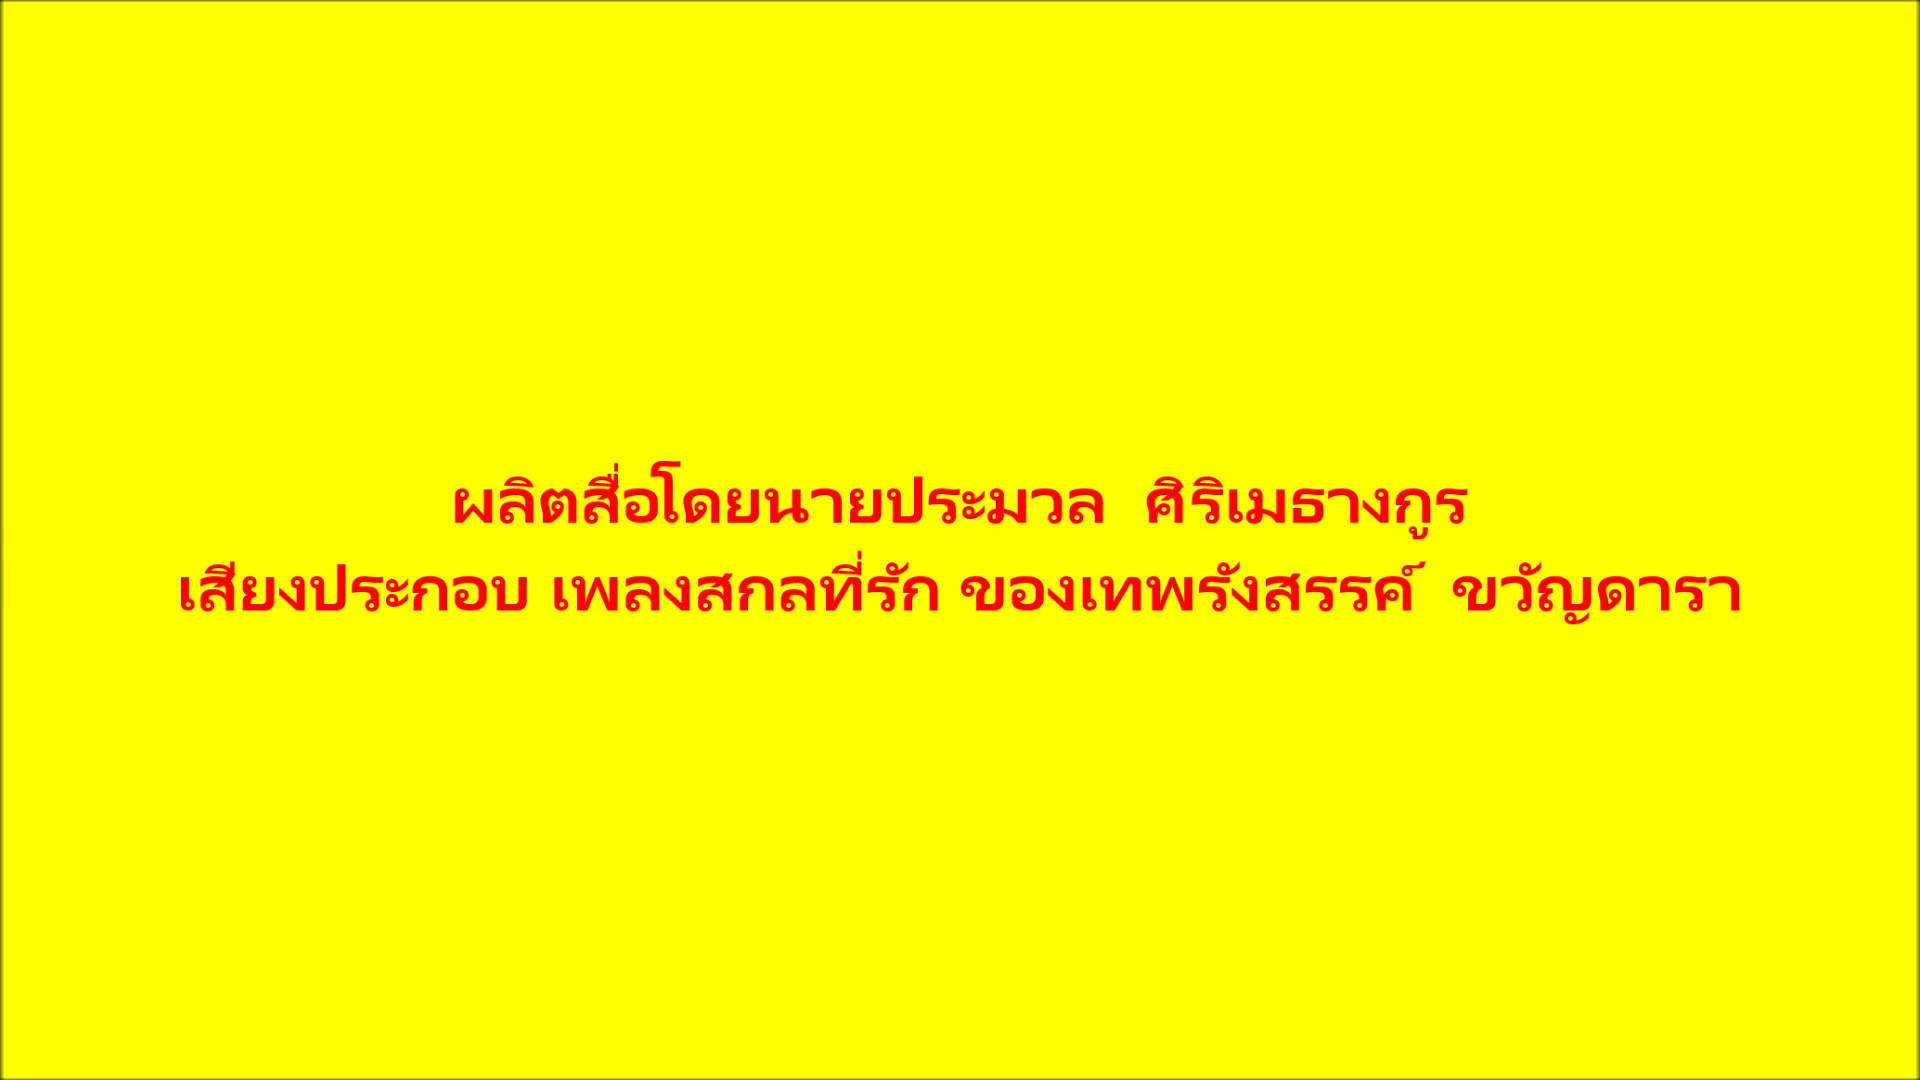 ผลิตสื่อโดยนายประมวล  ศิริเมธางกูร
เสียงประกอบ เพลงสกลที่รัก ของเทพรังสรรค์  ขวัญดารา